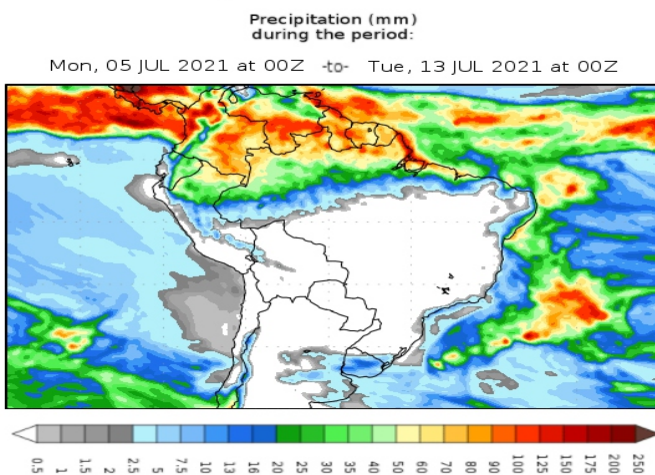 Precipitation (mm)
during the period:
Mon, 05 JUL 2021 at 00Z -to- Tue, 13 JUL 2021 at 00Z
0.5 1 1.5 2 2.5 5 7.5 10 13 16 20 25 30 35 40 50 60 70 80 90 100 125 150 175 200 250